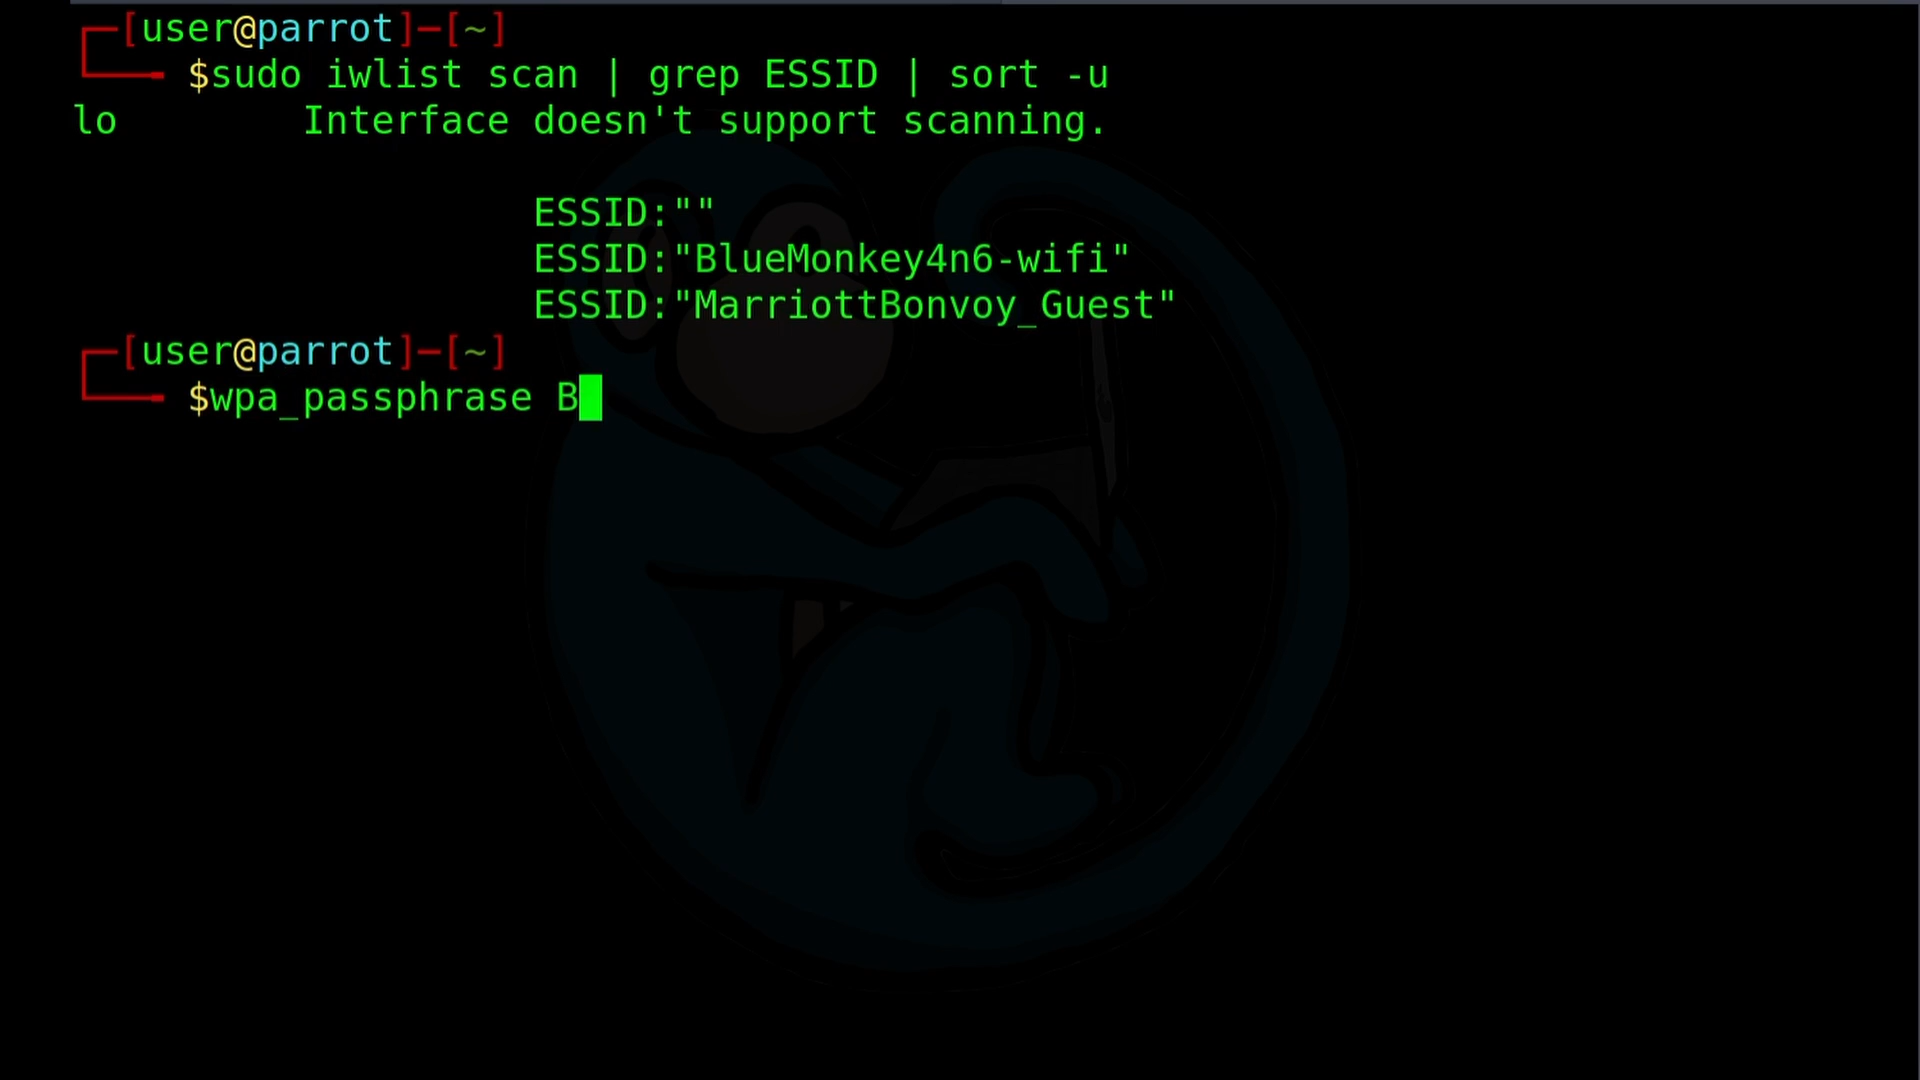 ┌─[user@parrot]─[~]
└──╼ $sudo iwlist scan | grep ESSID | sort -u
lo        Interface doesn't support scanning.
ESSID:""
ESSID:"BlueMonkey4n6-wifi"
ESSID:"MarriottBonvoy_Guest"
┌─[user@parrot]─[~]
└──╼ $wpa_passphrase B